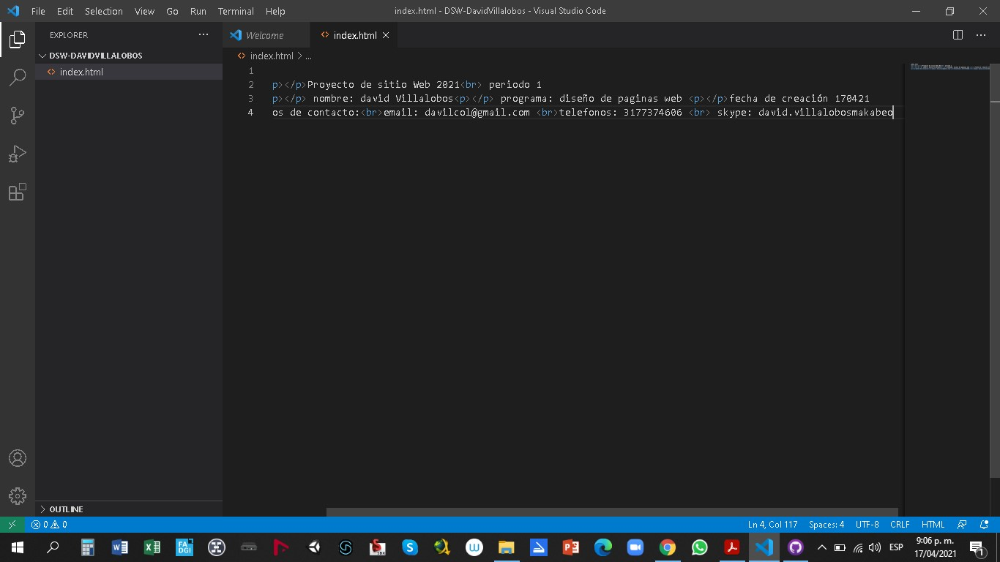 File Edit Selection View Go Run Terminal Help index.html - DSW-DavidVillalobos - Visual Studio Code
EXPLORER
Welcome
index.html
DSW-DAVIDVILLALOBOS
index.html
index.html > ...
1
2 p></p>Proyecto de sitio Web 2021<br> periodo 1
3 p></p> nombre: david Villalobos<p></p> programa: diseño de paginas web <p></p>fecha de creación 170421
4 os de contacto:<br>email: davilcol@gmail.com <br>telefonos: 3177374606 <br> skype: david.villalobosmakabeo
OUTLINE
0 0 Ln 4, Col 117 Spaces: 4 UTF-8 CRLF HTML
FA DGI
ESP
9:06 p. m.
17/04/2021
1